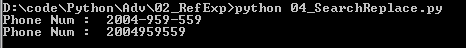 D:\code\Python\Adv\02_RefExp>python 04_SearchReplace.py
Phone Num :  2004-959-559
Phone Num :  2004959559